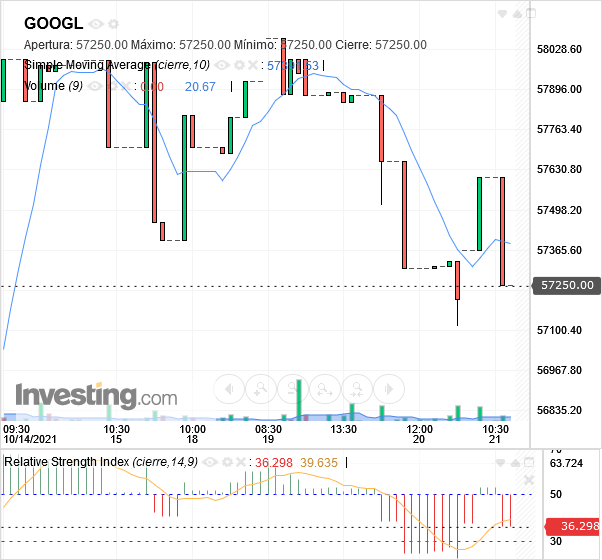 GOOGL
Apertura: 57250.00 Máximo: 57250.00 Mínimo: 57250.00 Cierre: 57250.00
Simple Moving Average (cierre,10) :
Volume (9) : 0.00 20.67
58028.60
57896.00
57763.40
57630.80
57498.20
57365.60
57250.00
57100.40
56967.80
56835.20
Investing.com
09:30 10:30 10:00 08:30 13:30 12:00 10:30
10/14/2021 15 18 19 20 21
Relative Strength Index (cierre,14,9) : 36.298 39.635
63.724
50
36.298
30